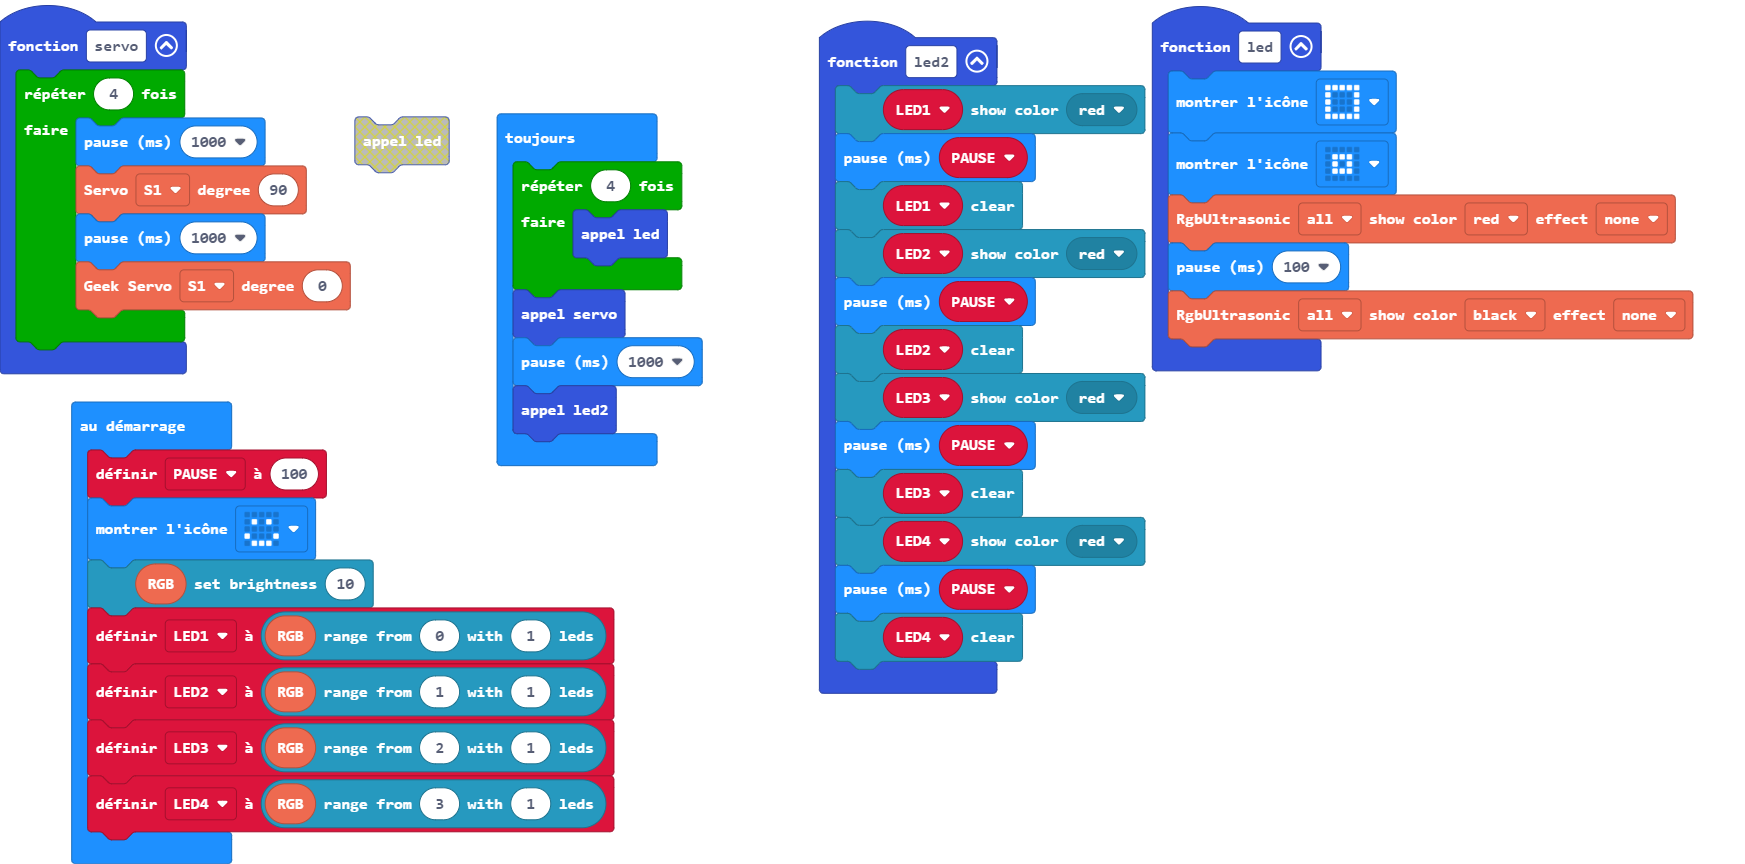 fonction servo
répéter 4 fois
faire
pause (ms) 1000
Servo S1 degree 90
pause (ms) 1000
Geek Servo S1 degree 0
appel led
toujours
répéter 4 fois
faire appel led
appel servo
pause (ms) 1000
appel led2
au démarrage
définir PAUSE à 100
montrer l'icône
RGB set brightness 10
définir LED1 à RGB range from 0 with 1 leds
définir LED2 à RGB range from 1 with 1 leds
définir LED3 à RGB range from 2 with 1 leds
définir LED4 à RGB range from 3 with 1 leds
fonction led2
LED1 show color red
pause (ms) PAUSE
LED1 clear
LED2 show color red
pause (ms) PAUSE
LED2 clear
LED3 show color red
pause (ms) PAUSE
LED3 clear
LED4 show color red
pause (ms) PAUSE
LED4 clear
fonction led
montrer l'icône
montrer l'icône
RgbUltrasonic all show color red effect none
pause (ms) 100
RgbUltrasonic all show color black effect none